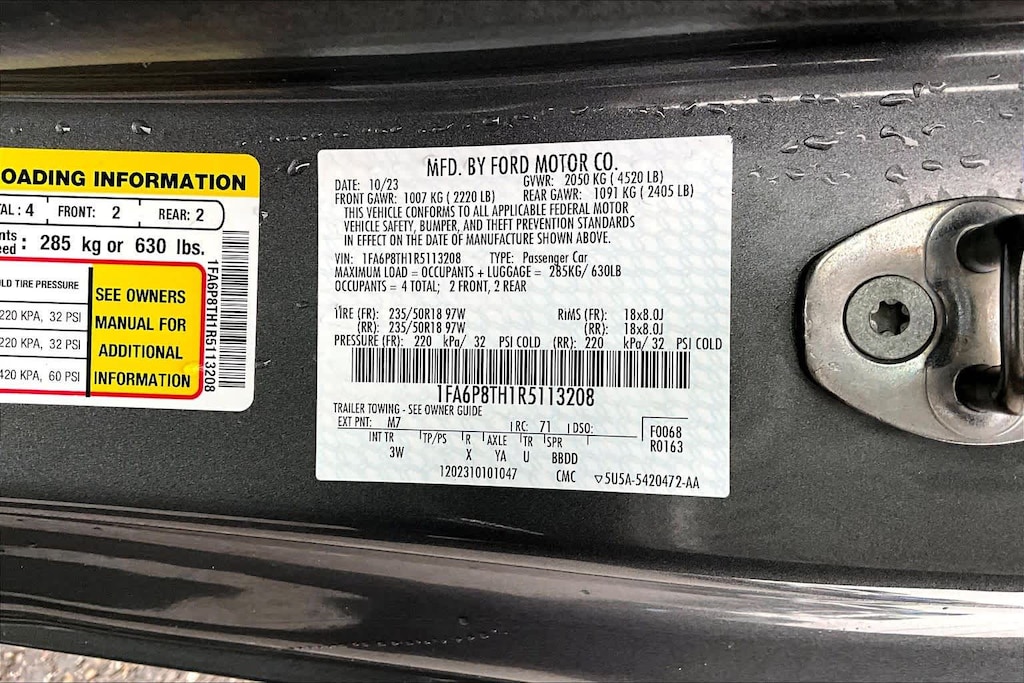 OADING INFORMATION
TAL : 4 FRONT: 2 REAR: 2
nts
eed : 285 kg or 630 lbs.
LD TIRE PRESSURE
220 KPA, 32 PSI
220 KPA, 32 PSI
420 KPA, 60 PSI
SEE OWNERS
MANUAL FOR
ADDITIONAL
INFORMATION
1FA6P8TH1R5113208
MFD. BY FORD MOTOR CO.
DATE: 10/23 GVWR: 2050 KG ( 4520 LB)
FRONT GAWR: 1007 KG ( 2220 LB) REAR GAWR: 1091 KG ( 2405 LB)
THIS VEHICLE CONFORMS TO ALL APPLICABLE FEDERAL MOTOR
VEHICLE SAFETY, BUMPER, AND THEFT PREVENTION STANDARDS
IN EFFECT ON THE DATE OF MANUFACTURE SHOWN ABOVE.
VIN: 1FA6P8TH1R5113208 TYPE: Passenger Car
MAXIMUM LOAD = OCCUPANTS + LUGGAGE = 285KG/ 630LB
OCCUPANTS = 4 TOTAL; 2 FRONT, 2 REAR
TIRE (FR): 235/50R18 97W RIMS (FR): 18x8.0J
(RR): 235/50R18 97W (RR): 18x8.0J
PRESSURE (FR): 220 kPa/ 32 PSI COLD (RR): 220 kPa/ 32 PSI COLD
1FA6P8TH1R5113208
TRAILER TOWING - SEE OWNER GUIDE
EXT PNT: M7 RC: 71 DSO: F0068
R0163
INT TR TP/PS R AXLE TR SPR
3W X YA U BBDD
1202310101047 CMC ▽5U5A-5420472-AA